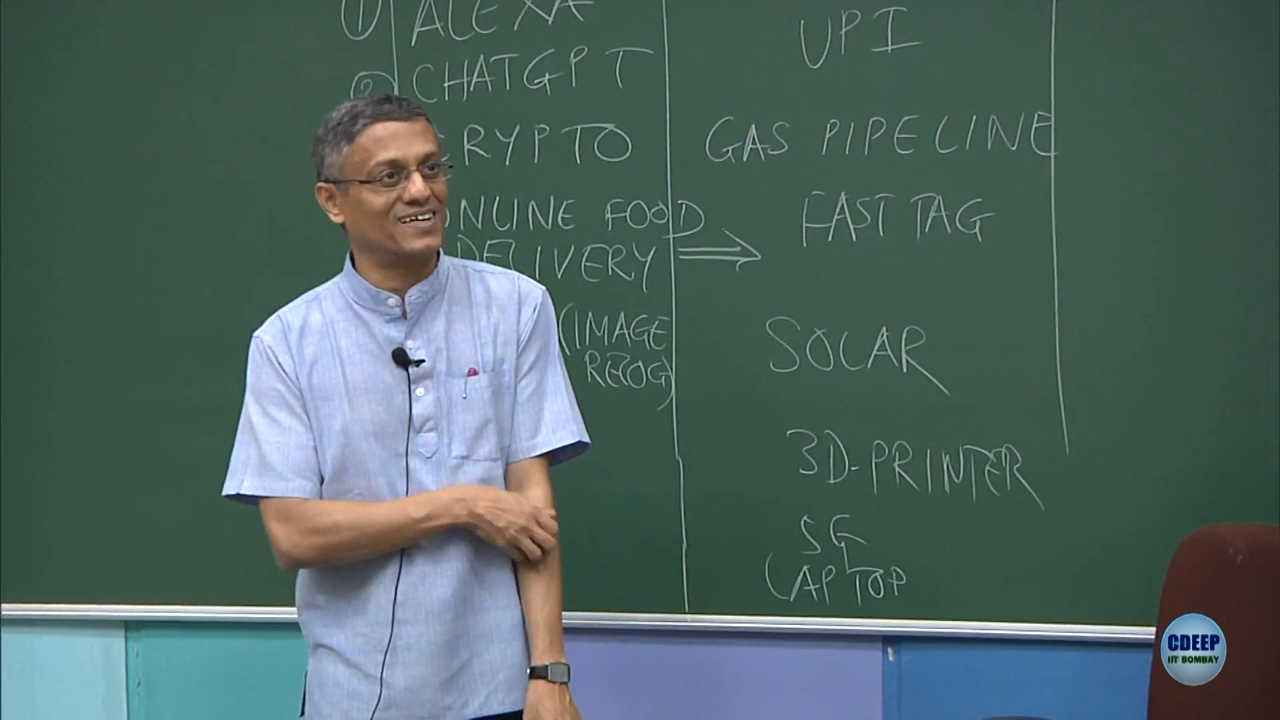 ① ALEXA
② CHATGPT
CRYPTO
ONLINE FOOD
DELIVERY
(IMAGE
RECOG)
UPI
GAS PIPELINE
FAST TAG
SOLAR
3D-PRINTER
5G
LAPTOP
CDEEP
IIT BOMBAY